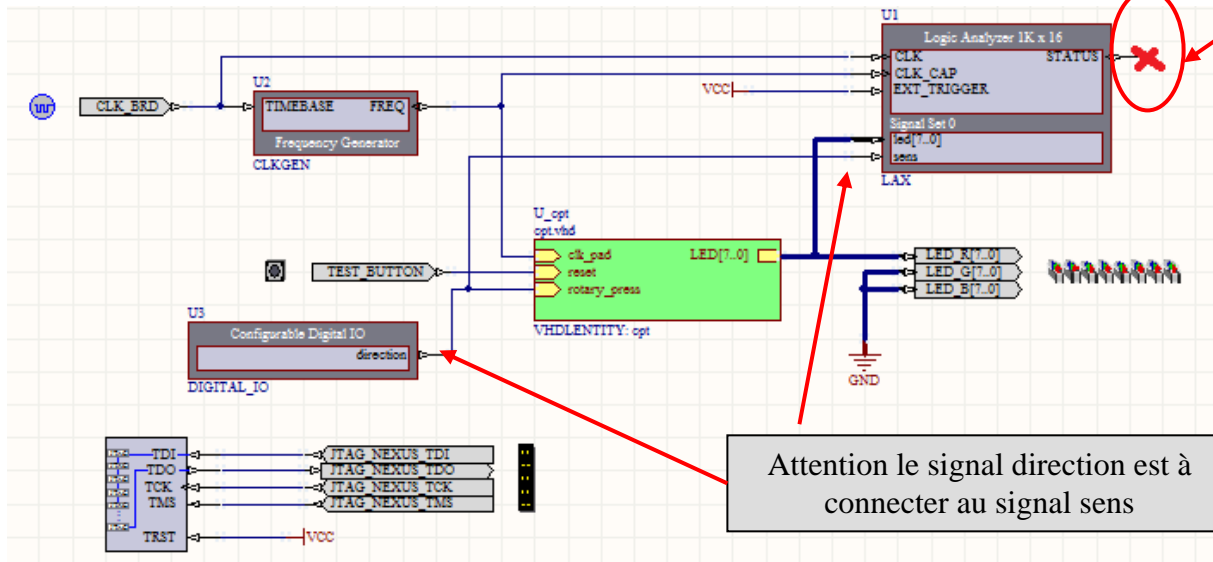 U1
Logic Analyzer 1K x 16
CLK STATUS
CLK_CAP
EXT_TRIGGER
Signal Set 0
led[7..0]
sens
LAX
VCC
U2
CLK_BRD
TIMEBASE FREQ
Frequency Generator
CLKGEN
U_cpt
cpt.vhd
clk_pad LED[7..0]
reset
rotary_press
VHDLENTITY: cpt
TEST_BUTTON
LED_R[7..0]
LED_G[7..0]
LED_B[7..0]
GND
U3
Configurable Digital IO
direction
DIGITAL_IO
TDI
TDO
TCK
TMS
TRST
JTAG_NEXUS_TDI
JTAG_NEXUS_TDO
JTAG_NEXUS_TCK
JTAG_NEXUS_TMS
VCC
Attention le signal direction est à
connecter au signal sens